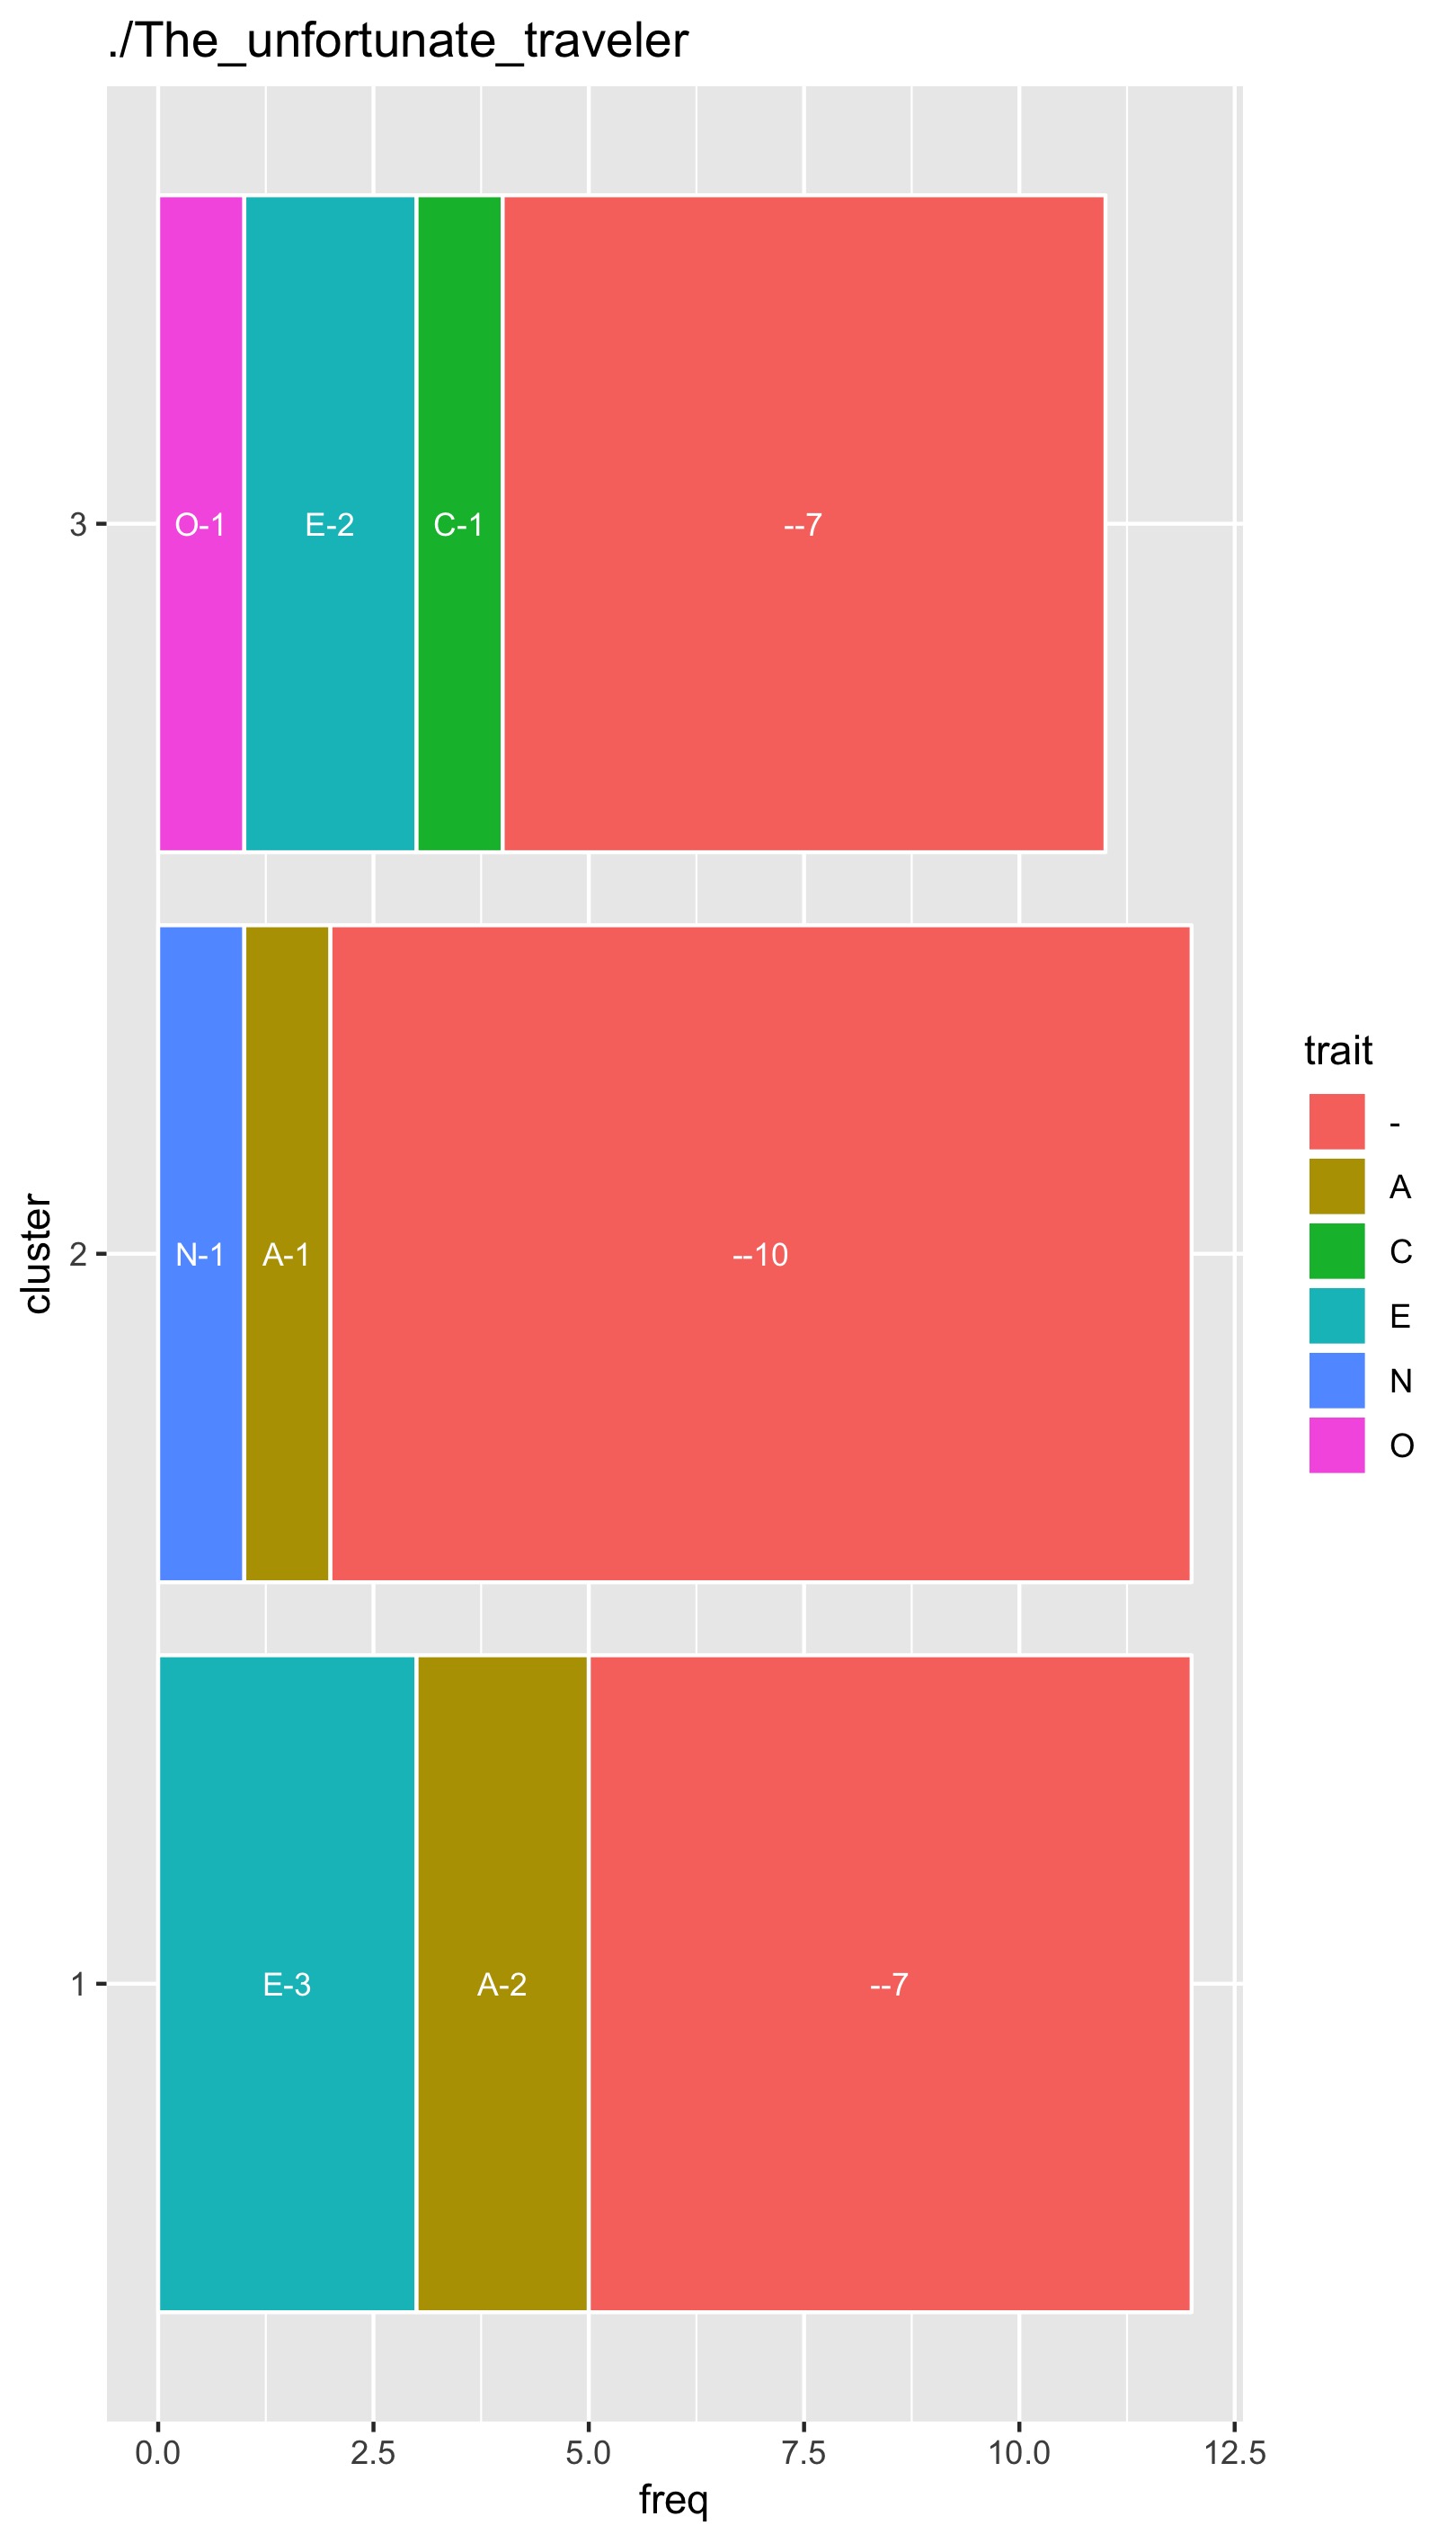 ./The_unfortunate_traveler
3
O-1 E-2 C-1 --7
2
N-1 A-1 --10
1
E-3 A-2 --7
cluster
0.0 2.5 5.0 7.5 10.0 12.5
freq
trait
-
A
C
E
N
O